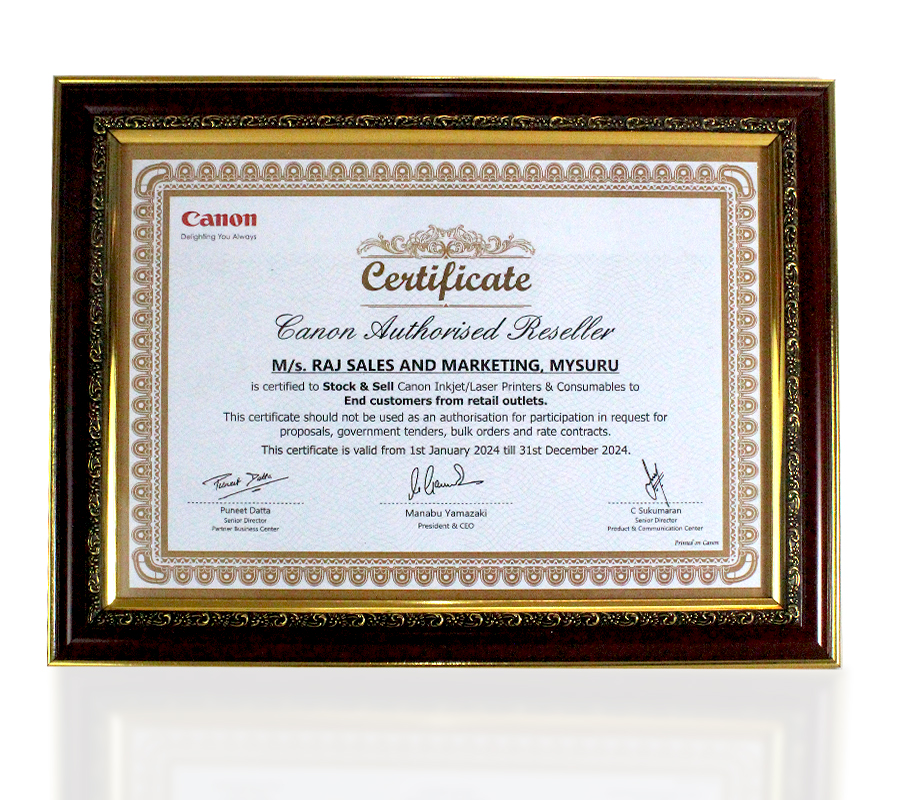 Canon
Delighting You Always
Certificate
Canon Authorised Reseller
M/s. RAJ SALES AND MARKETING, MYSURU
is certified to Stock & Sell Canon Inkjet/Laser Printers & Consumables to
End customers from retail outlets.
This certificate should not be used as an authorisation for participation in request for
proposals, government tenders, bulk orders and rate contracts.
This certificate is valid from 1st January 2024 till 31st December 2024.
Puneet Datta
Puneet Datta
Senior Director
Partner Business Center
Manabu Yamazaki
President & CEO
C Sukumaran
Senior Director
Product & Communication Center
Printed on Canon